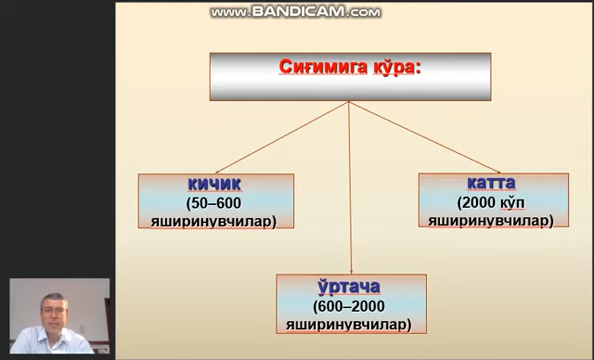 www.BANDICAM.com
Сиғимига кўра:
кичик
(50–600
яширинувчилар)
катта
(2000 кўп
яширинувчилар)
ўртача
(600–2000
яширинувчилар)